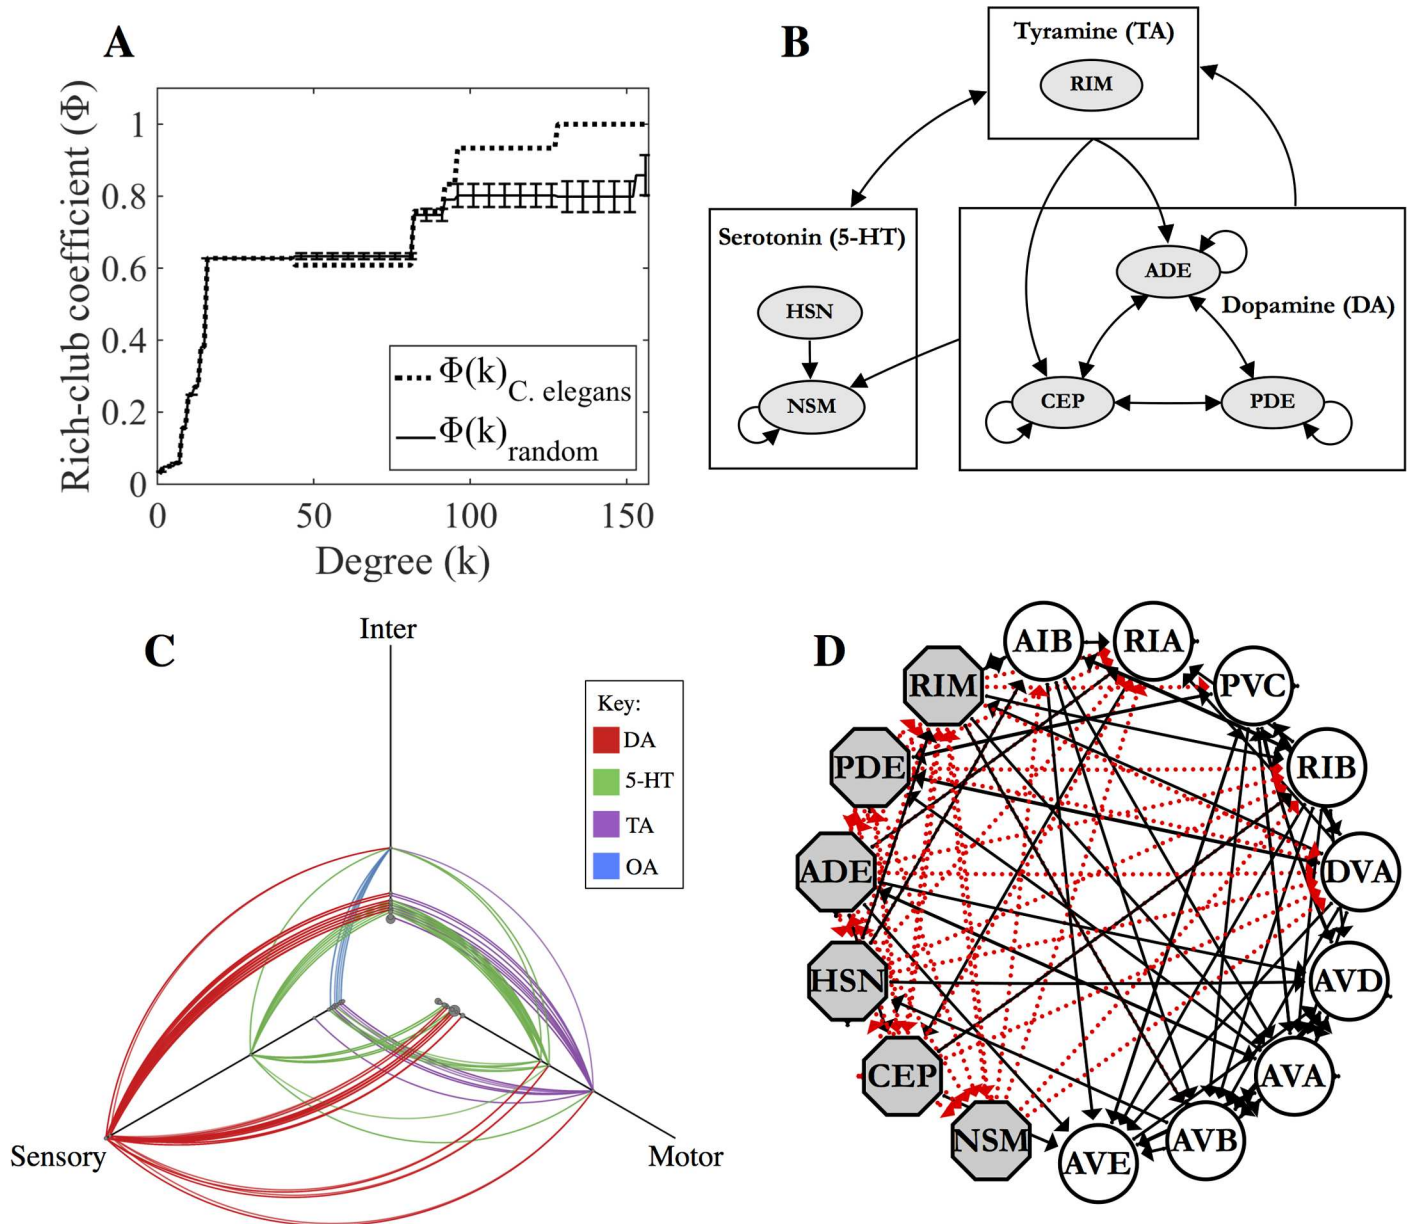 A
Rich-club coefficient (Φ)
1
0.8
0.6
0.4
0.2
0
0
50
100
150
Degree (k)
Φ(k)C. elegans
Φ(k)random
B
Tyramine (TA)
RIM
Serotonin (5-HT)
HSN
NSM
ADE
Dopamine (DA)
CEP
PDE
C
Inter
Sensory
Motor
Key:
DA
5-HT
TA
OA
D
AIB
RIA
RIM
PVC
PDE
RIB
ADE
DVA
HSN
AVD
CEP
AVA
NSM
AVB
AVE